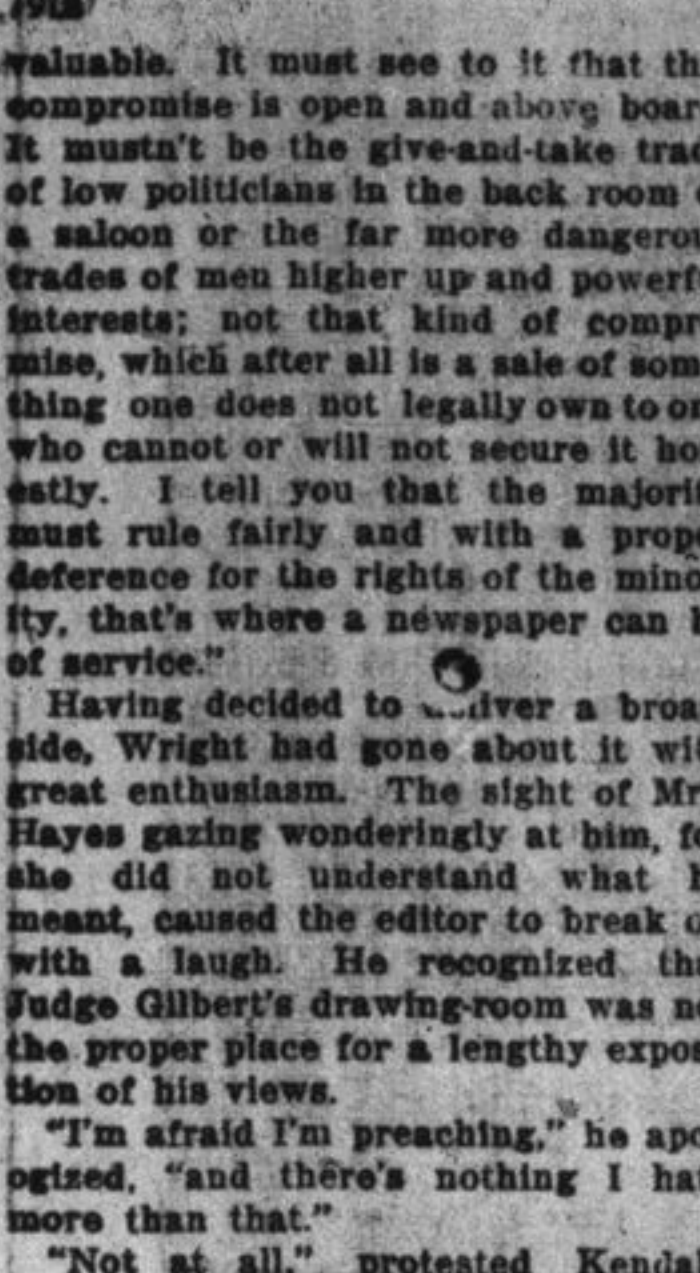 valuable. It must see to it that th
compromise is open and above boar
It mustn't be the give-and-take trad
of low politicians in the back room
a saloon or the far more dangerou
trades of men higher up and powerf
interests; not that kind of compr
mise, which after all is a sale of som
thing one does not legally own to on
who cannot or will not secure it ho
estly. I tell you that the majorit
must rule fairly and with a prope
deference for the rights of the mino
ity, that's where a newspaper can b
of service."
Having decided to deliver a broa
side, Wright had gone about it wi
great enthusiasm. The sight of Mr
Hayes gazing wonderingly at him, fo
she did not understand what h
meant, caused the editor to break o
with a laugh. He recognized tha
Judge Gilbert's drawing-room was no
the proper place for a lengthy expos
tion of his views.
"I'm afraid I'm preaching," he apo
ogized, "and there's nothing I hat
more than that."
"Not at all," protested Kenda